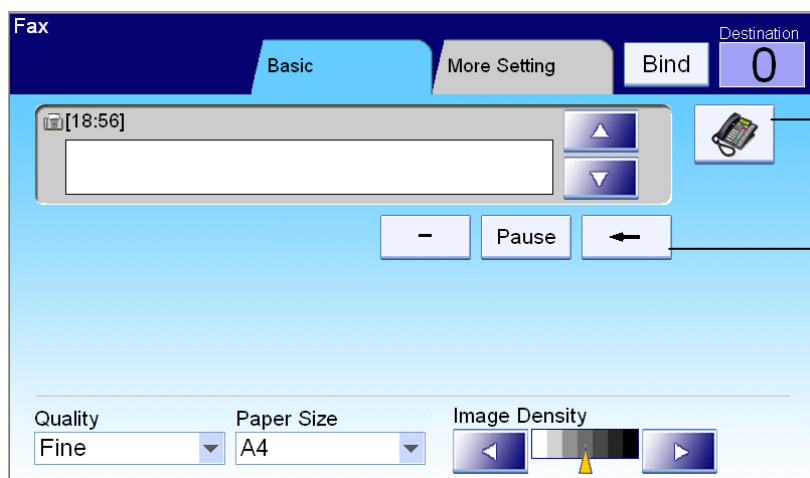 Fax
Destination
Basic
More Setting
Bind
0
[18:56]
-
Pause
Quality
Paper Size
Image Density
Fine
A4